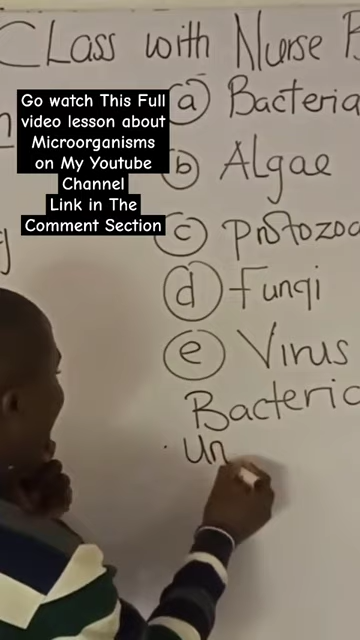 Class with Nurse
Go watch This Full
video lesson about
Microorganisms
on My Youtube
Channel
Link in The
Comment Section
(a) Bacteria
(b) Algae
(c) protozoa
(d) Fungi
(e) Virus
Bacteria
Un